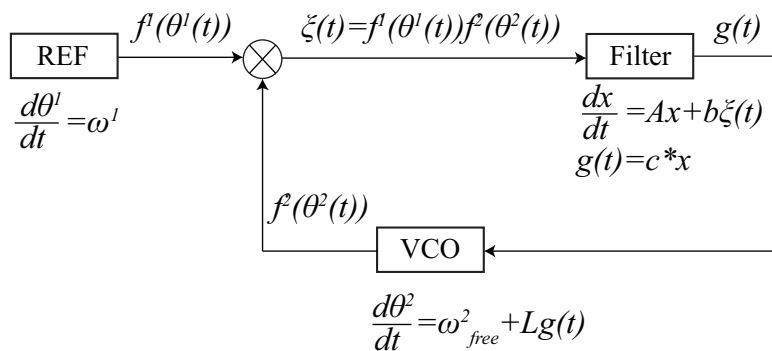 f¹(θ¹(t))
ξ(t)=f¹(θ¹(t))f²(θ²(t))
g(t)
REF
Filter
dθ¹/dt=ω¹
dx/dt=Ax+bξ(t)
g(t)=c*x
f²(θ²(t))
VCO
dθ²/dt=ω²_free+Lg(t)